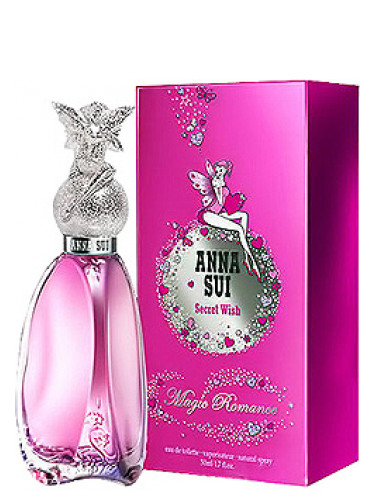 ANNA SUI
ANNA
SUI
Secret Wish
Magic Romance
eau de toilette - vaporisateur - natural spray
50ml 1.7 fl.oz.